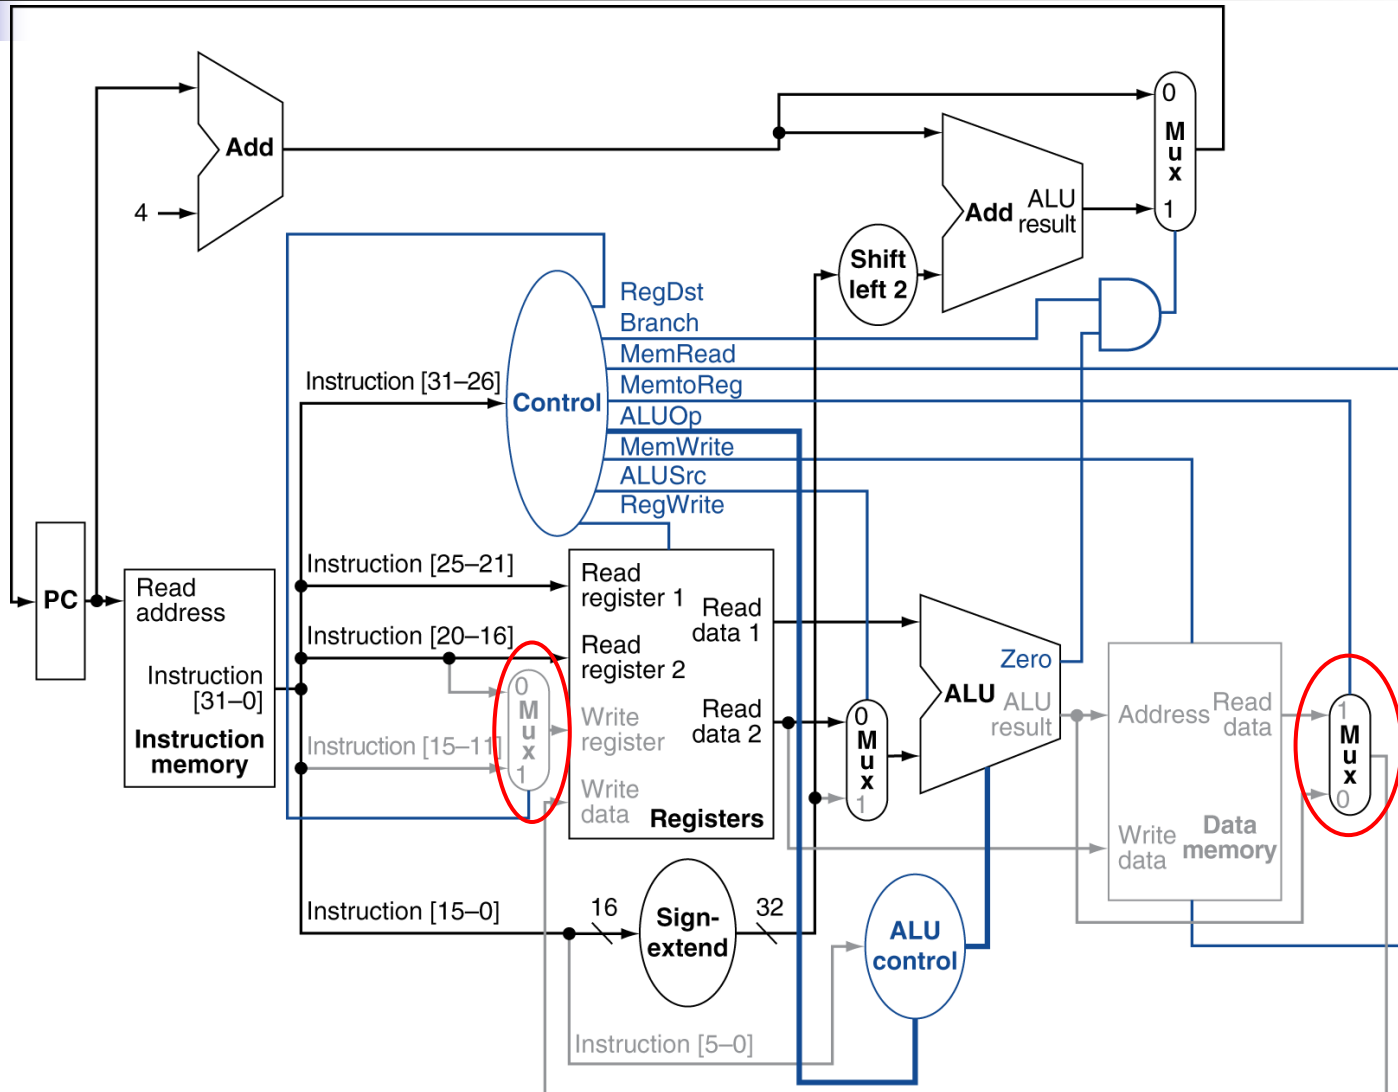 0
M
u
x
1
Add
4
Add
ALU
result
Shift
left 2
RegDst
Branch
MemRead
MemtoReg
ALUOp
MemWrite
ALUSrc
RegWrite
Instruction [31–26]
Control
Instruction [25–21]
PC
Read
address
Instruction
[31–0]
Instruction
memory
Instruction [20–16]
Instruction [15–11]
0
M
u
x
1
Read
register 1
Read
register 2
Write
register
Write
data
Read
data 1
Read
data 2
Registers
0
M
u
x
1
Zero
ALU
ALU
result
Address
Read
data
Write
data
Data
memory
1
M
u
x
0
Instruction [15–0]
16
Sign-
extend
32
ALU
control
Instruction [5–0]